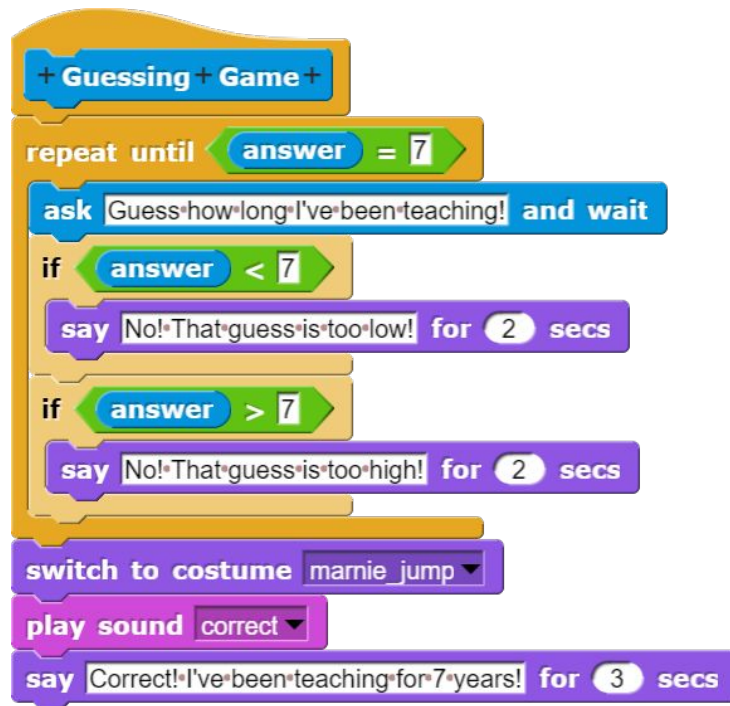 + Guessing + Game +
repeat until answer = 7
ask Guess how long I've been teaching! and wait
if answer < 7
say No! That guess is too low! for 2 secs
if answer > 7
say No! That guess is too high! for 2 secs
switch to costume marnie_jump
play sound correct
say Correct! I've been teaching for 7 years! for 3 secs